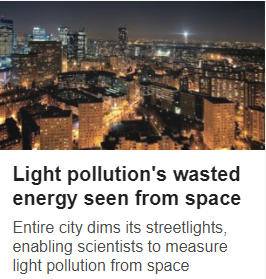 Light pollution's wasted
energy seen from space
Entire city dims its streetlights,
enabling scientists to measure
light pollution from space